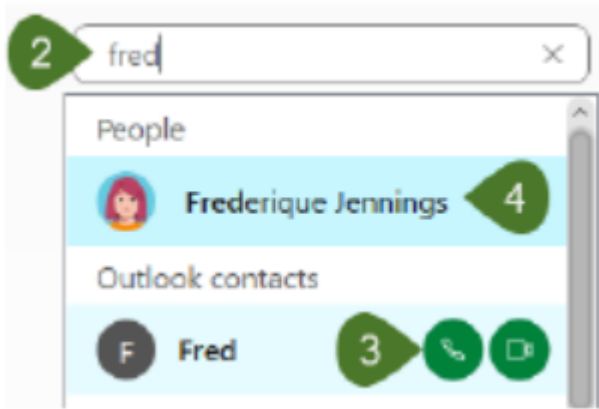 2 fred
People
Frederique Jennings 4
Outlook contacts
F Fred 3